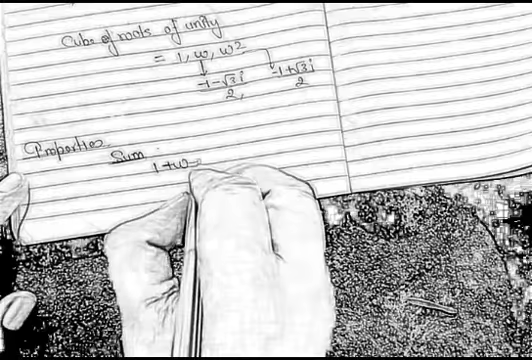 Cube of roots of unity
= 1, ω, ω²
-1-√3i/2, -1+√3i/2
Properties
Sum
1+ω